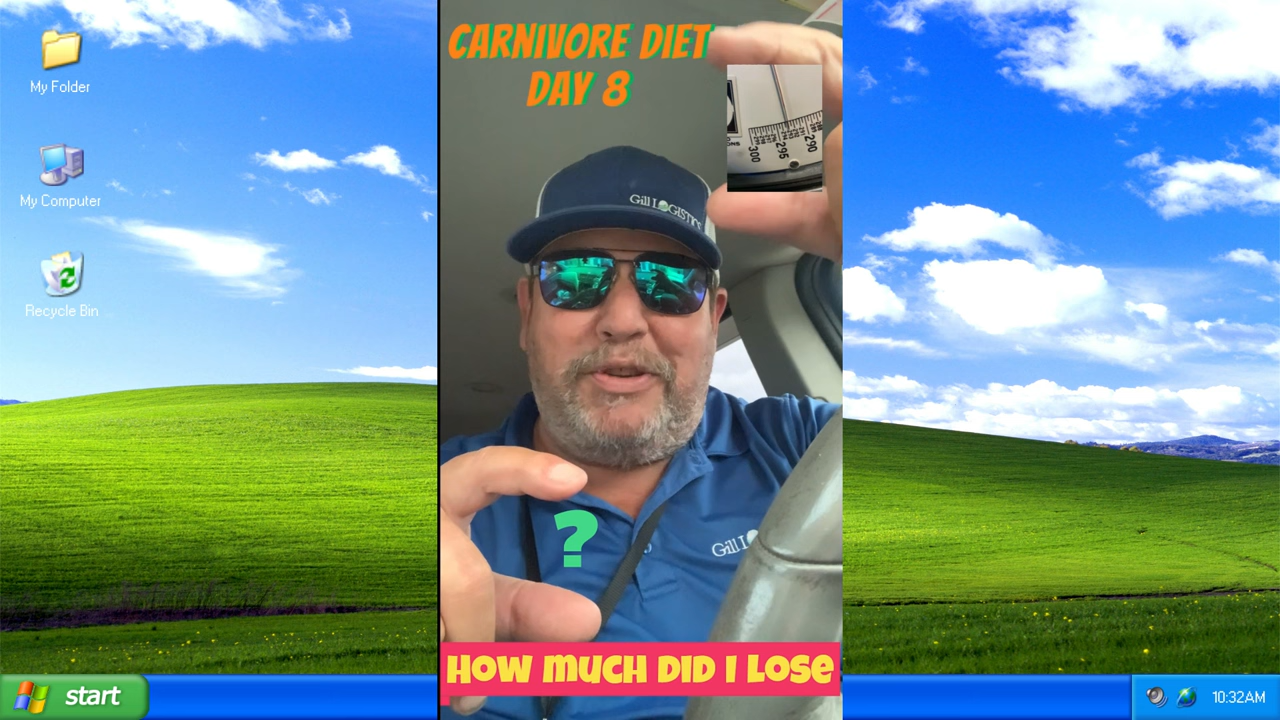 My Folder
My Computer
Recycle Bin
CARNIVORE DIET
DAY 8
300
295
290
Gill LOGISTICS
?
Gill
HOW MUCH DID I LOSE
start
10:32AM